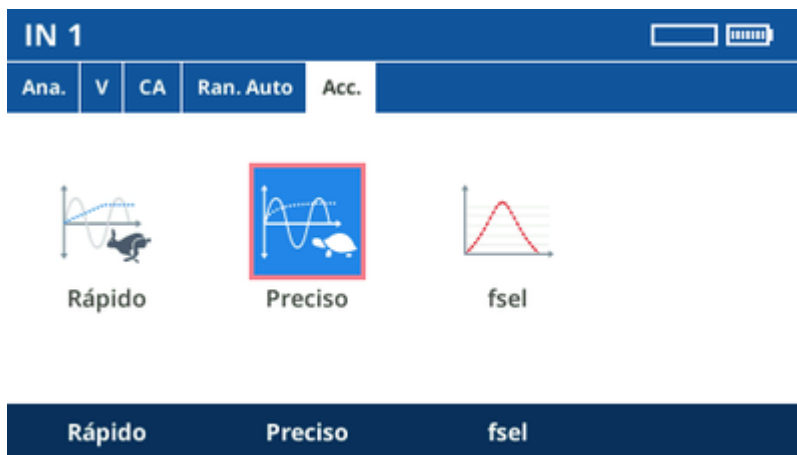 IN 1
Ana. V CA Ran. Auto Acc.
Rápido Preciso fsel
Rápido Preciso fsel